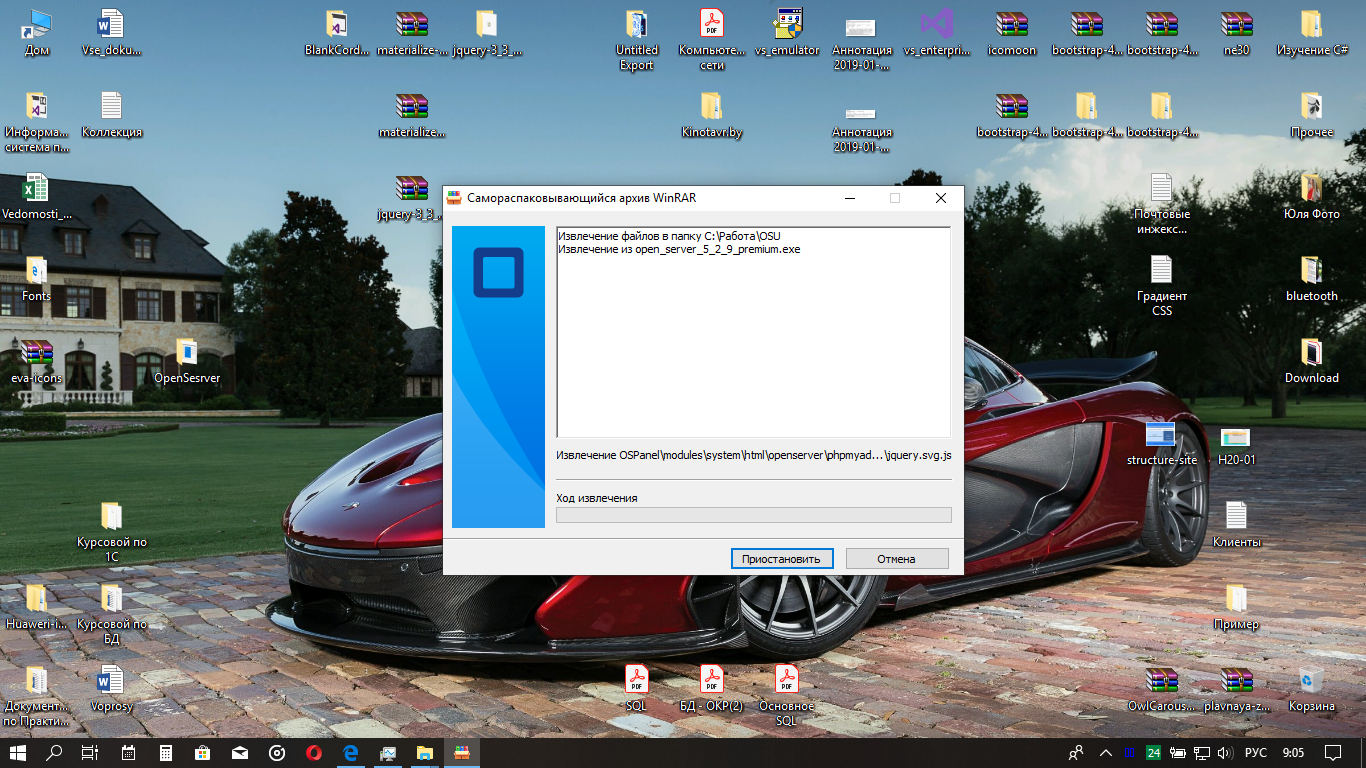 Дом
Vse_doku...
BlankCord...
materialize-...
jquery-3_3_...
Untitled
Export
Компьюте...
сети
vs_emulator
Аннотация
2019-01-...
vs_enterpri...
icomoon
bootstrap-4...
bootstrap-4...
ne30
Изучение C#
Информа...
система п...
Коллекция
materialize...
Kinotavr.by
Аннотация
2019-01-...
bootstrap-4...
bootstrap-4...
bootstrap-4...
Прочее
Vedomosti_...
jquery-3_3_...
Почтовые
инжекс...
Юля Фото
Fonts
Градиент
CSS
bluetooth
eva-icons
OpenSesrver
Download
Самораспаковывающийся архив WinRAR
Извлечение файлов в папку C:\Работа\OSU
Извлечение из open_server_5_2_9_premium.exe
Извлечение OSPanel\modules\system\html\openserver\phpmyad...\jquery.svg.js
Ход извлечения
Приостановить
Отмена
structure-site
H20-01
Курсовой по
1С
Клиенты
Huaweri-i...
Курсовой по
БД
Пример
Документ...
по Практи...
Voprosy
SQL
БД - ОКР(2)
Основное
SQL
OwlCarous...
plavnaya-z...
Корзина
24
РУС
9:05